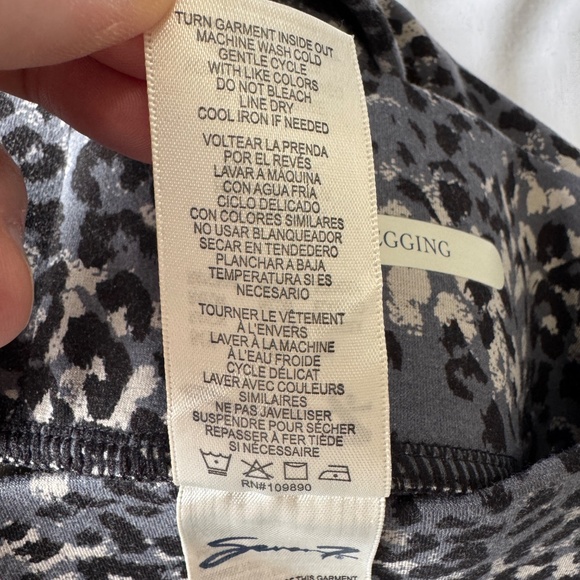 TURN GARMENT INSIDE OUT
MACHINE WASH COLD
GENTLE CYCLE
WITH LIKE COLORS
DO NOT BLEACH
LINE DRY
COOL IRON IF NEEDED
VOLTEAR LA PRENDA
POR EL REVÉS
LAVAR A MÁQUINA
CON AGUA FRÍA
CICLO DELICADO
CON COLORES SIMILARES
NO USAR BLANQUEADOR
SECAR EN TENDEDERO
PLANCHAR A BAJA
TEMPERATURA SI ES
NECESARIO
TOURNER LE VÊTEMENT
À L'ENVERS
LAVER À LA MACHINE
À L'EAU FROIDE
CYCLE DÉLICAT
LAVER AVEC COULEURS
SIMILAIRES
NE PAS JAVELLISER
SUSPENDRE POUR SÉCHER
REPASSER À FER TIÈDE
SI NÉCESSAIRE
RN#109890
Seven7
THIS GARMENT
EGGING